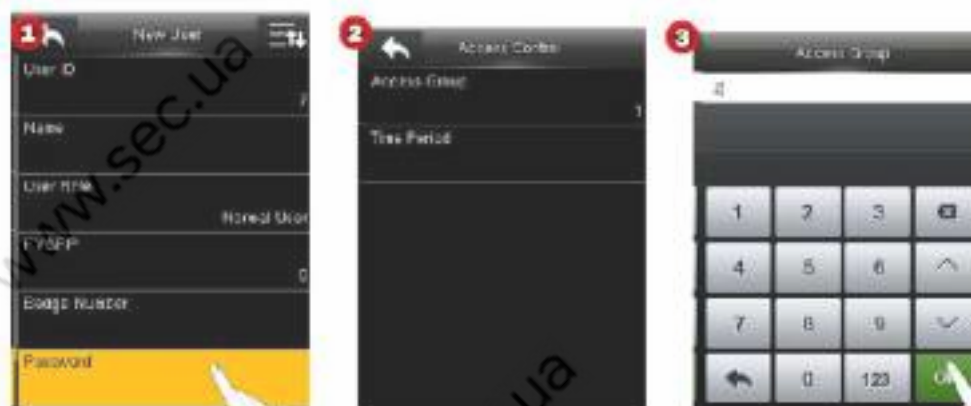 1
New User
User ID
7
Name
User Role
Normal User
0
Badge Number
Password
2
Access Control
Access Group
1
Time Period
3
Access Group
4
1 2 3
4 5 6
7 8 9
0 123
www.sec.ua